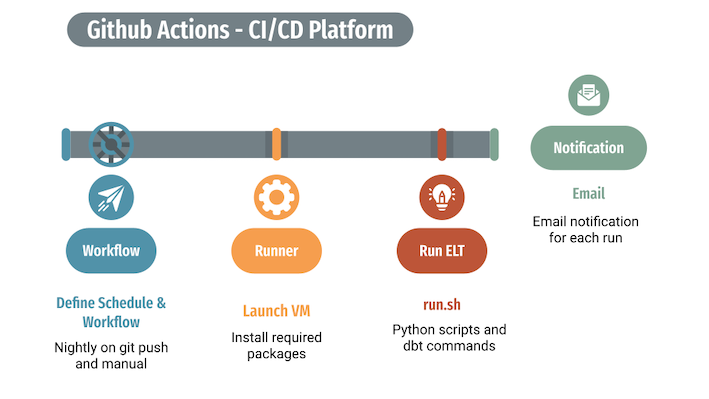 Github Actions - CI/CD Platform
Workflow
Define Schedule &
Workflow
Nightly on git push
and manual
Runner
Launch VM
Install required
packages
Run ELT
run.sh
Python scripts and
dbt commands
Notification
Email
Email notification
for each run